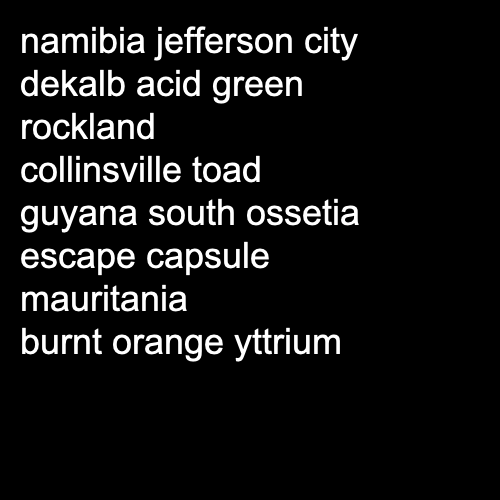 namibia jefferson city
dekalb acid green
rockland
collinsville toad
guyana south ossetia
escape capsule
mauritania
burnt orange yttrium